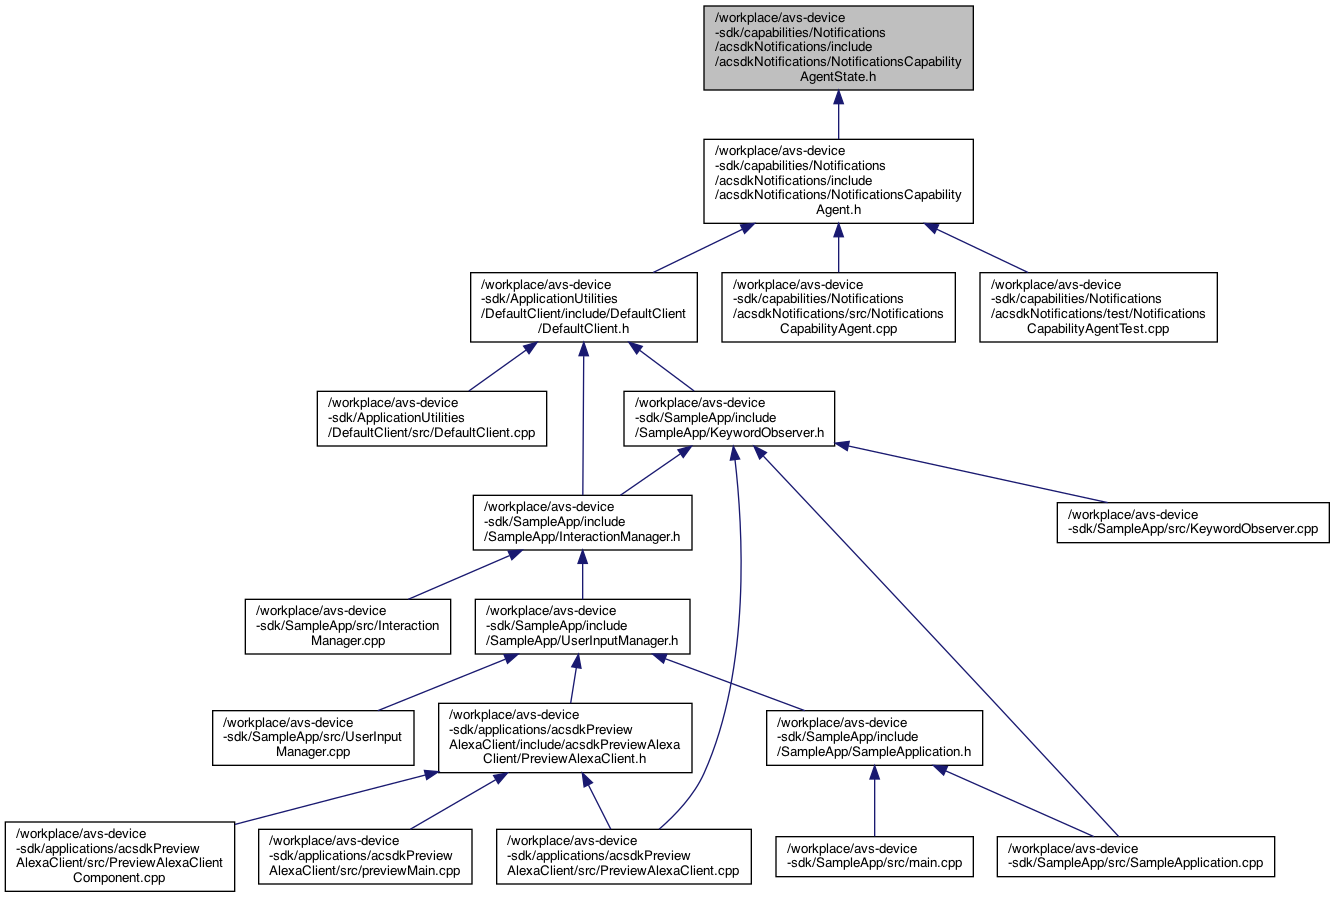 /workplace/avs-device
-sdk/capabilities/Notifications
/acsdkNotifications/include
/acsdkNotifications/NotificationsCapability
AgentState.h
/workplace/avs-device
-sdk/capabilities/Notifications
/acsdkNotifications/include
/acsdkNotifications/NotificationsCapability
Agent.h
/workplace/avs-device
-sdk/ApplicationUtilities
/DefaultClient/include/DefaultClient
/DefaultClient.h
/workplace/avs-device
-sdk/capabilities/Notifications
/acsdkNotifications/src/Notifications
CapabilityAgent.cpp
/workplace/avs-device
-sdk/capabilities/Notifications
/acsdkNotifications/test/Notifications
CapabilityAgentTest.cpp
/workplace/avs-device
-sdk/ApplicationUtilities
/DefaultClient/src/DefaultClient.cpp
/workplace/avs-device
-sdk/SampleApp/include
/SampleApp/KeywordObserver.h
/workplace/avs-device
-sdk/SampleApp/include
/SampleApp/InteractionManager.h
/workplace/avs-device
-sdk/SampleApp/src/KeywordObserver.cpp
/workplace/avs-device
-sdk/SampleApp/src/Interaction
Manager.cpp
/workplace/avs-device
-sdk/SampleApp/include
/SampleApp/UserInputManager.h
/workplace/avs-device
-sdk/SampleApp/src/UserInput
Manager.cpp
/workplace/avs-device
-sdk/applications/acsdkPreview
AlexaClient/include/acsdkPreviewAlexa
Client/PreviewAlexaClient.h
/workplace/avs-device
-sdk/SampleApp/include
/SampleApp/SampleApplication.h
/workplace/avs-device
-sdk/applications/acsdkPreview
AlexaClient/src/PreviewAlexaClient
Component.cpp
/workplace/avs-device
-sdk/applications/acsdkPreview
AlexaClient/src/previewMain.cpp
/workplace/avs-device
-sdk/applications/acsdkPreview
AlexaClient/src/PreviewAlexaClient.cpp
/workplace/avs-device
-sdk/SampleApp/src/main.cpp
/workplace/avs-device
-sdk/SampleApp/src/SampleApplication.cpp